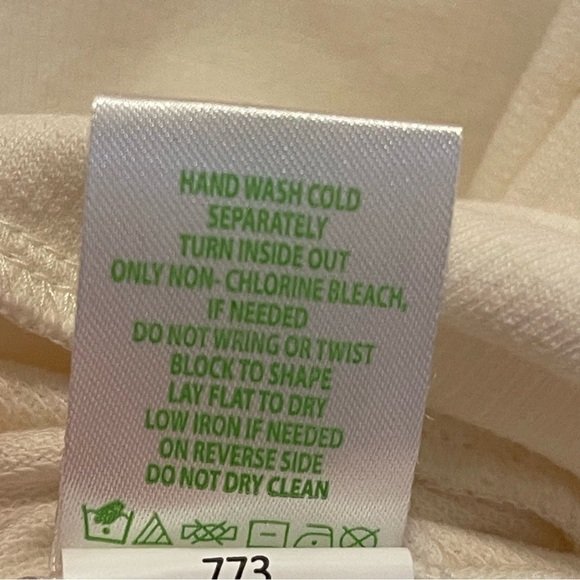 HAND WASH COLD
SEPARATELY
TURN INSIDE OUT
ONLY NON- CHLORINE BLEACH,
IF NEEDED
DO NOT WRING OR TWIST
BLOCK TO SHAPE
LAY FLAT TO DRY
LOW IRON IF NEEDED
ON REVERSE SIDE
DO NOT DRY CLEAN
773